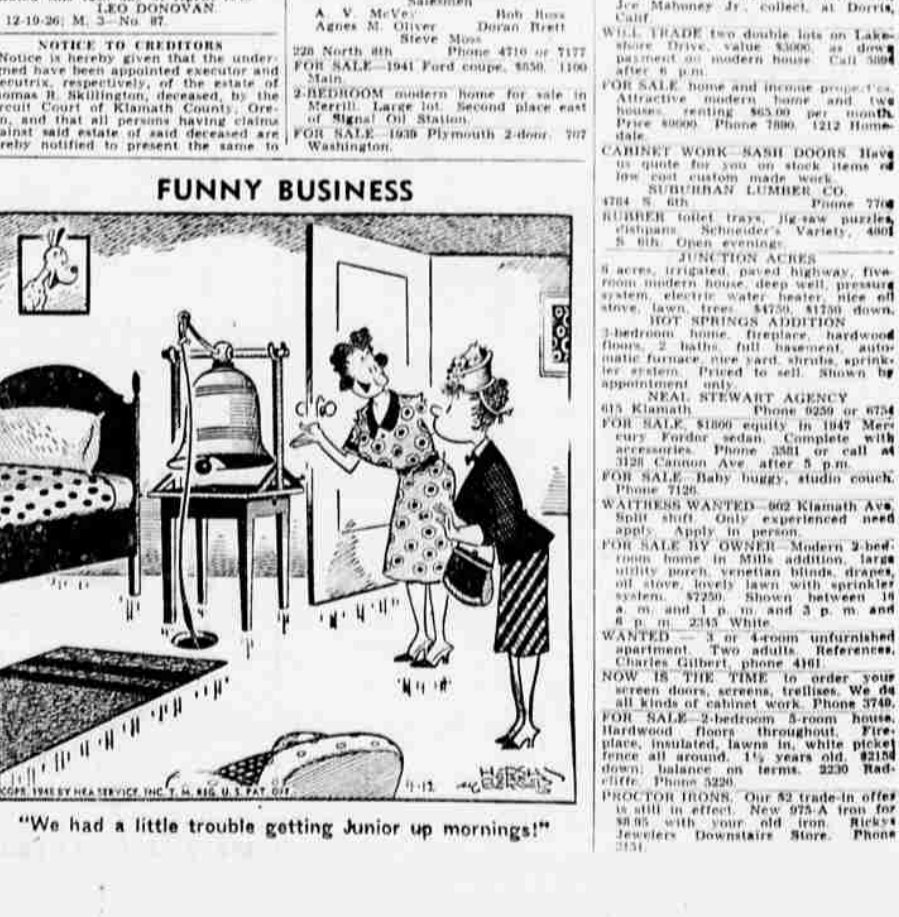 LEO DONOVAN.
12-19-26; M. 3—No. 87.
NOTICE TO CREDITORS
Notice is hereby given that the under-
ned have been appointed executor and
ecutrix, respectively, of the estate of
omas R. Skillington, deceased, by the
rcuit Court of Klamath County, Ore-
n, and that all persons having claims
ainst said estate of said deceased are
reby notified to present the same to
Salesmen
A. V. McVey Bob Buss
Agnes M. Oliver Doran Brett
Steve Moss
228 North 8th Phone 4710 or 7177
FOR SALE—1941 Ford coupe, $850. 1100
Main.
2-BEDROOM modern home for sale in
Merrill. Large lot. Second place east
of Signal Oil Station.
FOR SALE—1939 Plymouth 2-door. 707
Washington.
FUNNY BUSINESS
COPR. 1948 BY NEA SERVICE, INC. T. M. REG. U. S. PAT. OFF.
4-12
HERSHBERGER
"We had a little trouble getting Junior up mornings!"
Joe Mahoney Jr., collect, at Dorris,
Calif.
WILL TRADE two double lots on Lake-
shore Drive, value $3000, as down
payment on modern house. Call 5894
after 6 p.m.
FOR SALE, home and income properties.
Attractive modern home and two
houses, renting $65.00 per month.
Price $9000. Phone 7890. 1212 Home-
dale.
CABINET WORK—SASH DOORS Have
us quote for you on stock items or
low cost custom made work.
SUBURBAN LUMBER CO.
4784 S. 6th Phone 7709
RUBBER toilet trays, jig-saw puzzles,
dishpans. Schneider's Variety, 4801
S. 6th. Open evenings.
JUNCTION ACRES
6 acres, irrigated, paved highway, five-
room modern house, deep well, pressure
system, electric water heater, nice oil
stove, lawn, trees. $4750, $1750 down.
HOT SPRINGS ADDITION
3-bedroom home, fireplace, hardwood
floors, 2 baths, full basement, auto-
matic furnace, nice yard, shrubs, sprink-
ler system. Priced to sell. Shown by
appointment only.
NEAL STEWART AGENCY
615 Klamath Phone 9259 or 6754
FOR SALE, $1800 equity in 1947 Mer-
cury Fordor sedan. Complete with
accessories. Phone 3581 or call at
3128 Cannon Ave. after 5 p.m.
FOR SALE—Baby buggy, studio couch.
Phone 7126.
WAITRESS WANTED—902 Klamath Ave.
Split shift. Only experienced need
apply. Apply in person.
FOR SALE BY OWNER—Modern 2-bed-
room home in Mills addition, large
utility porch, venetian blinds, drapes,
oil stove, lovely lawn with sprinkler
system. $7250. Shown between 10
a. m. and 1 p. m. and 3 p. m. and
6 p. m. 2345 White.
WANTED — 3 or 4-room unfurnished
apartment. Two adults. References.
Charles Gilbert, phone 4161.
NOW IS THE TIME to order your
screen doors, screens, trellises. We do
all kinds of cabinet work. Phone 3740.
FOR SALE—2-bedroom 5-room house.
Hardwood floors throughout. Fire-
place, insulated, lawns in, white picket
fence all around. 1½ years old. $2150
down; balance on terms. 2230 Rad-
cliffe. Phone 5220.
PROCTOR IRONS. Our $2 trade-in offer
is still in effect. New 975-A iron for
$8.95 with your old iron. Rickys
Jewelers Downstairs Store. Phone
3151.